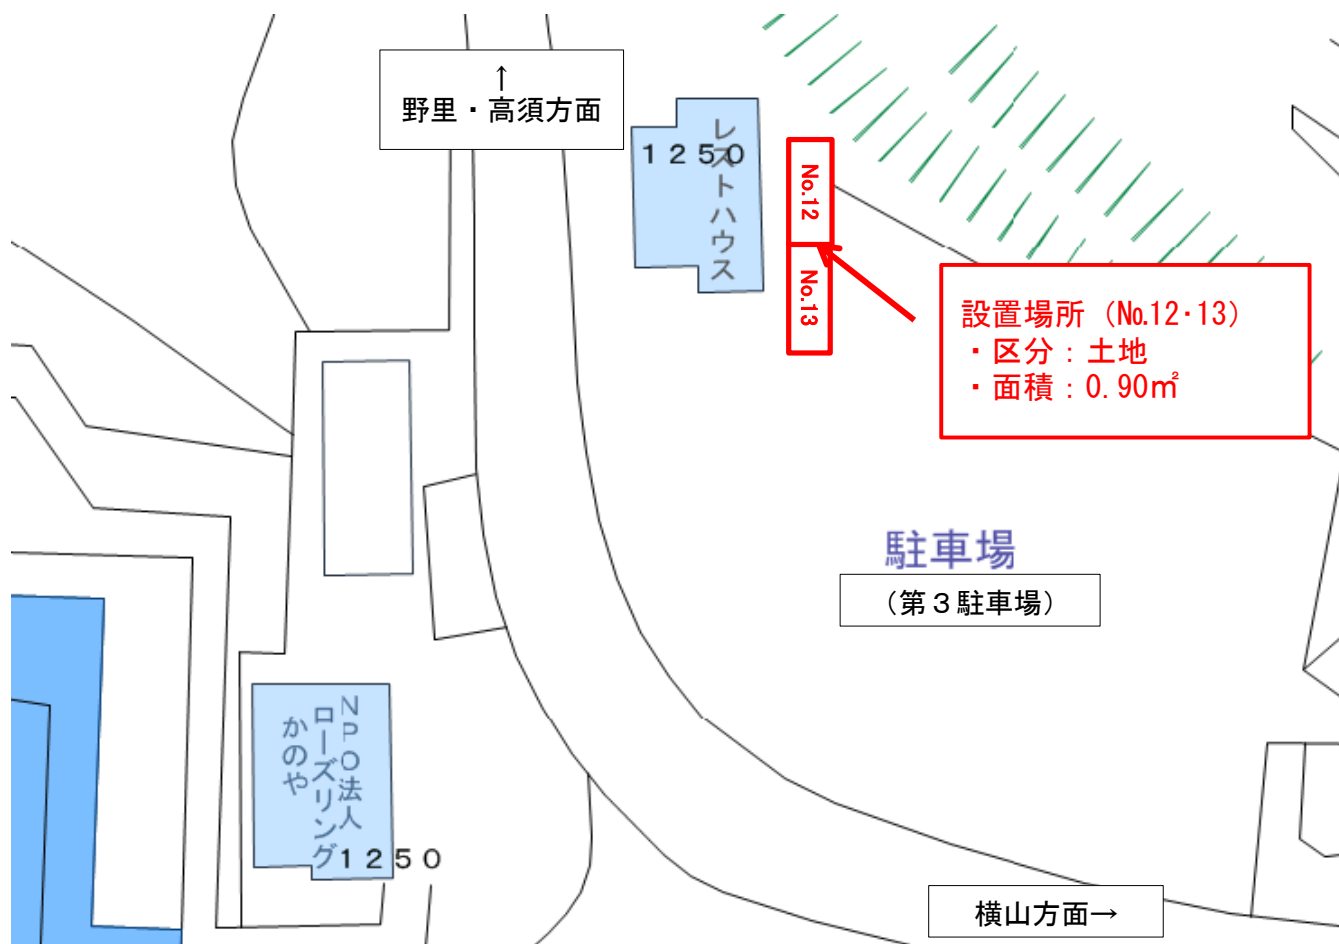 ↑
野里・高須方面
1250
レストハウス
No.12
No.13
設置場所（No.12・13）
・区分：土地
・面積：0.90㎡
駐車場
（第３駐車場）
NPO法人
ローズリング
かのや
1250
横山方面→